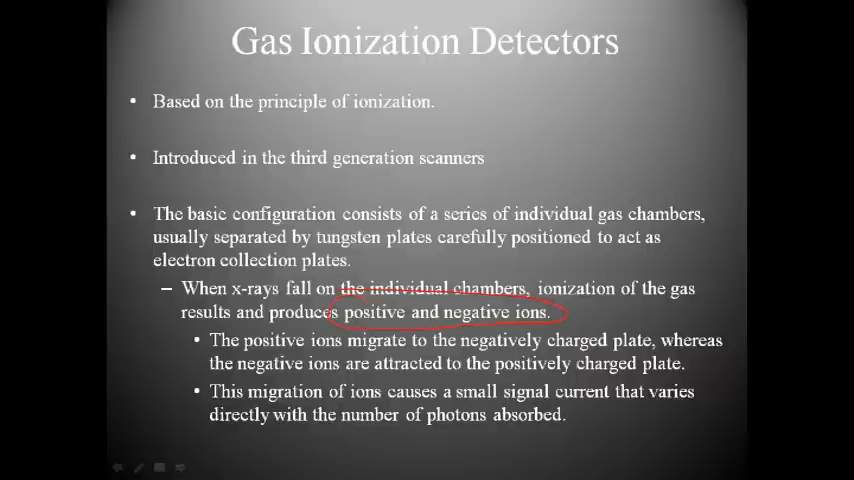 Gas Ionization Detectors
• Based on the principle of ionization.
• Introduced in the third generation scanners
• The basic configuration consists of a series of individual gas chambers,
usually separated by tungsten plates carefully positioned to act as
electron collection plates.
– When x-rays fall on the individual chambers, ionization of the gas
results and produces positive and negative ions.
• The positive ions migrate to the negatively charged plate, whereas
the negative ions are attracted to the positively charged plate.
• This migration of ions causes a small signal current that varies
directly with the number of photons absorbed.